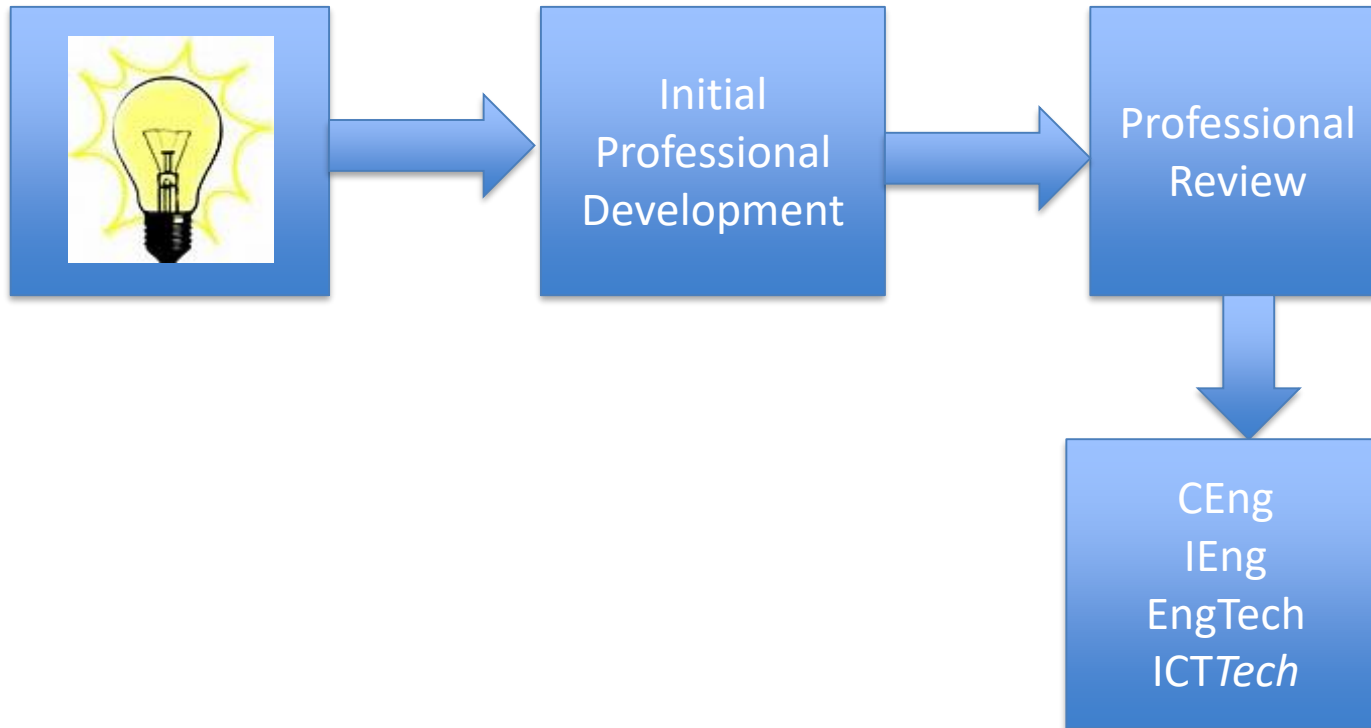 Initial
Professional
Development
Professional
Review
CEng
IEng
EngTech
ICTTech